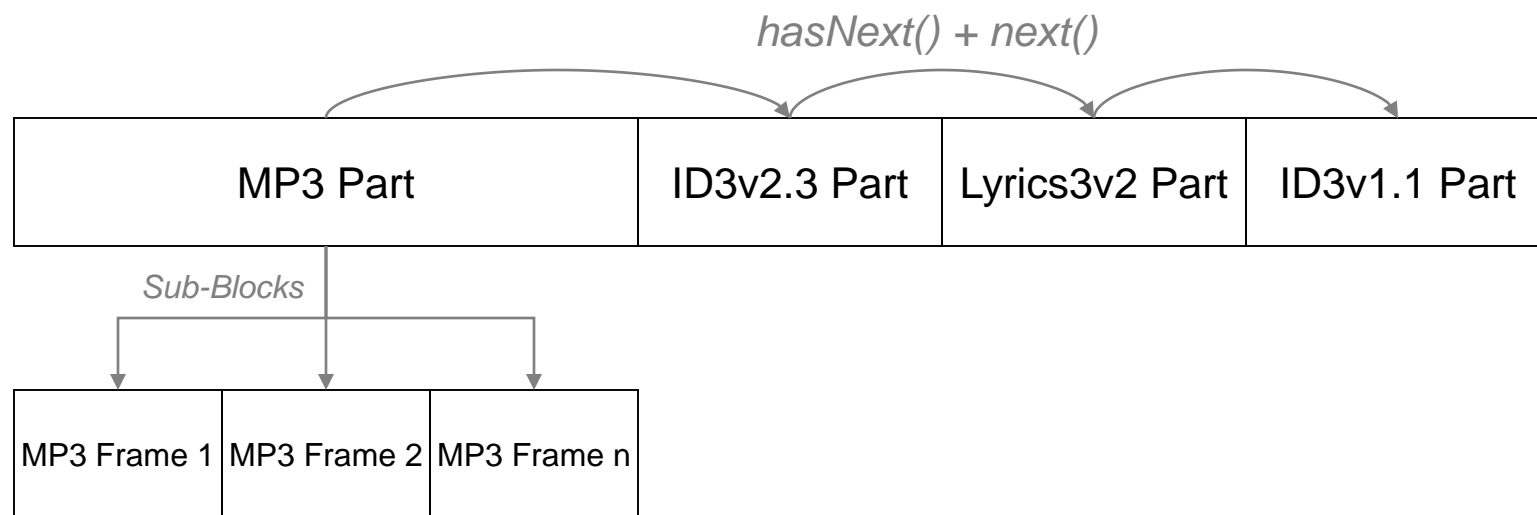 hasNext() + next()
MP3 Part
ID3v2.3 Part
Lyrics3v2 Part
ID3v1.1 Part
Sub-Blocks
MP3 Frame 1
MP3 Frame 2
MP3 Frame n